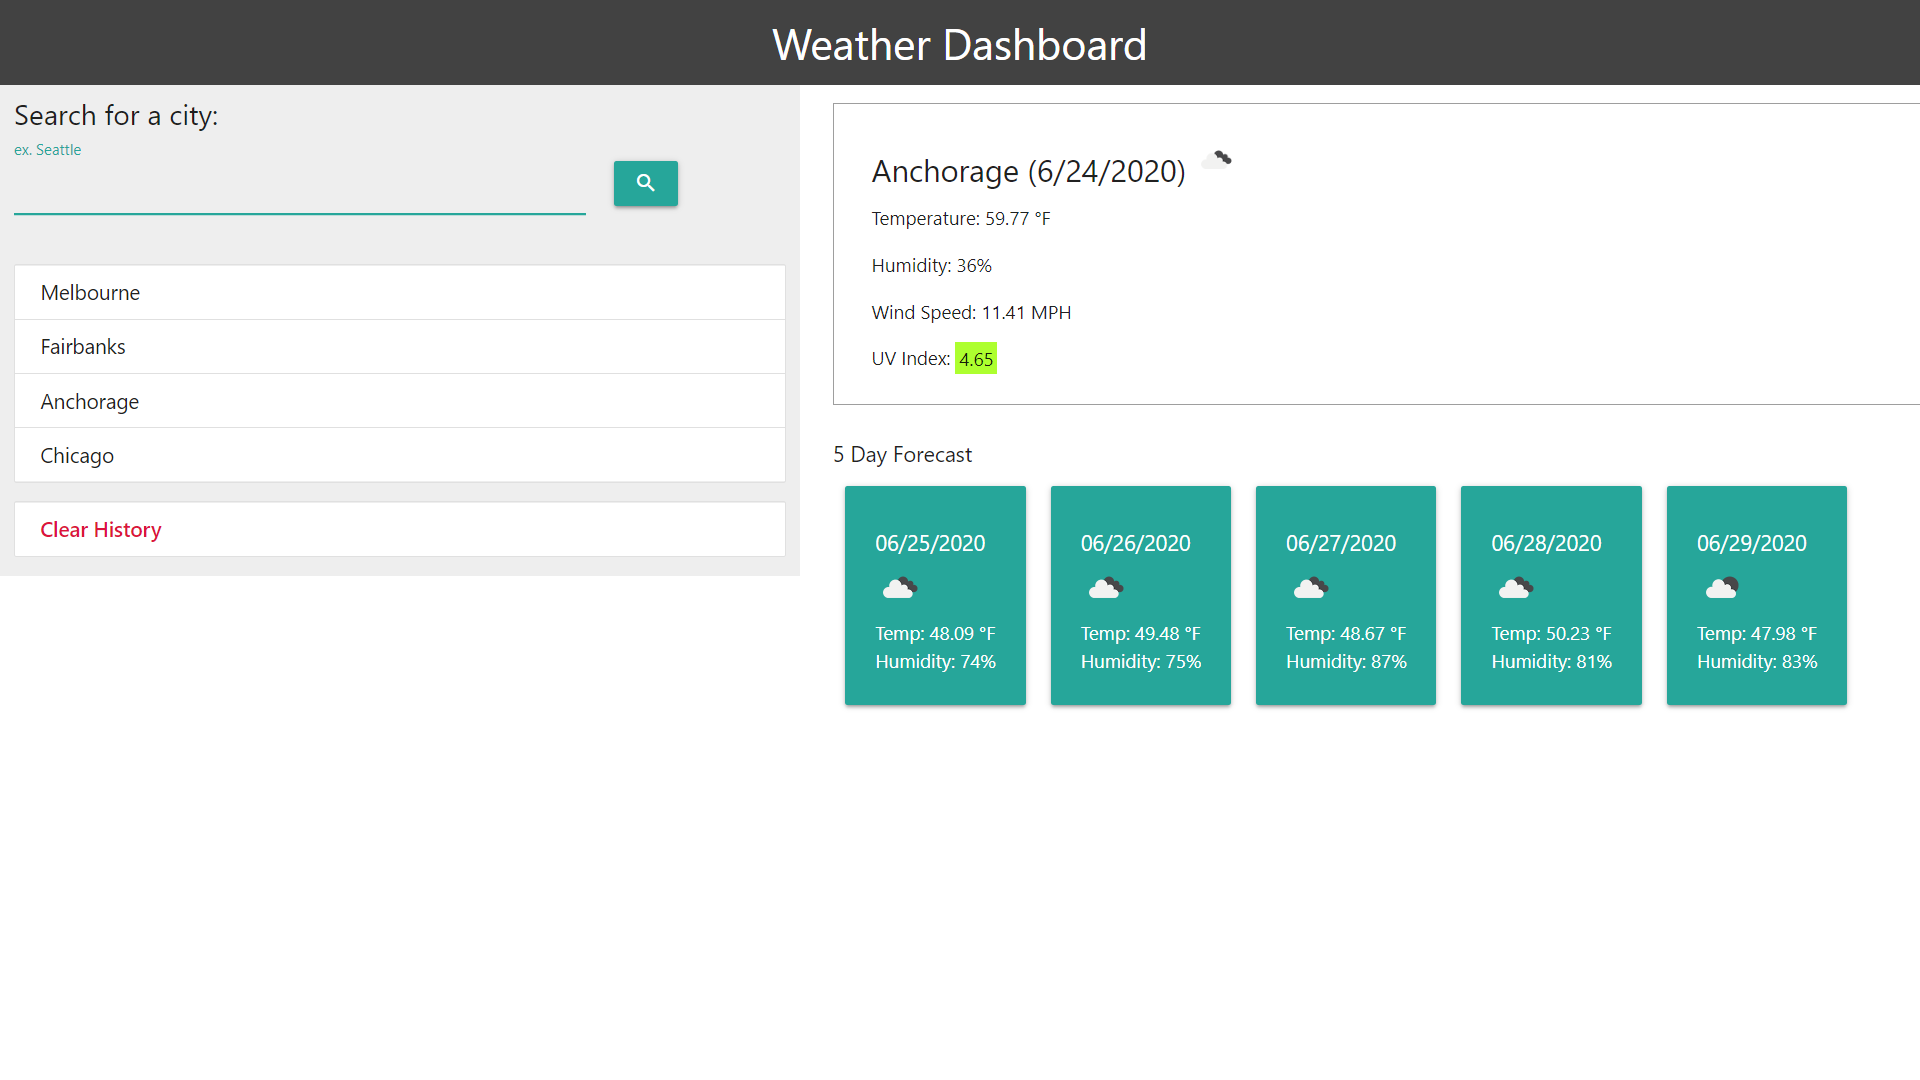 Weather Dashboard
Search for a city:
ex. Seattle
Melbourne
Fairbanks
Anchorage
Chicago
Clear History
Anchorage (6/24/2020)
Temperature: 59.77 °F
Humidity: 36%
Wind Speed: 11.41 MPH
UV Index: 4.65
5 Day Forecast
06/25/2020
Temp: 48.09 °F
Humidity: 74%
06/26/2020
Temp: 49.48 °F
Humidity: 75%
06/27/2020
Temp: 48.67 °F
Humidity: 87%
06/28/2020
Temp: 50.23 °F
Humidity: 81%
06/29/2020
Temp: 47.98 °F
Humidity: 83%